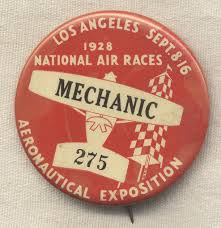 LOS ANGELES SEPT. 8-16
1928
NATIONAL AIR RACES
MECHANIC
275
AERONAUTICAL EXPOSITION